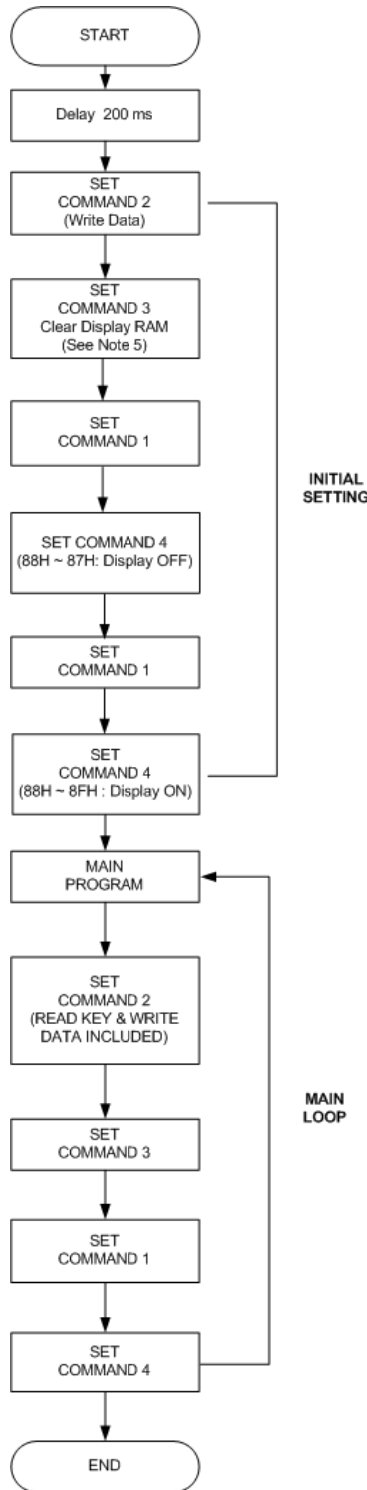 START
Delay 200 ms
SET
COMMAND 2
(Write Data)
SET
COMMAND 3
Clear Display RAM
(See Note 5)
SET
COMMAND 1
SET COMMAND 4
(88H ~ 87H: Display OFF)
SET
COMMAND 1
SET
COMMAND 4
(88H ~ 8FH : Display ON)
INITIAL
SETTING
MAIN
PROGRAM
SET
COMMAND 2
(READ KEY & WRITE
DATA INCLUDED)
SET
COMMAND 3
SET
COMMAND 1
SET
COMMAND 4
MAIN
LOOP
END